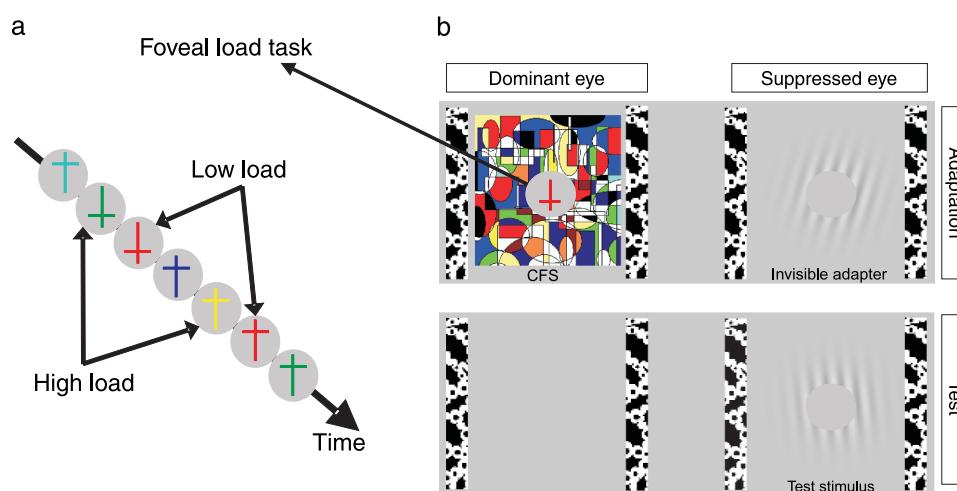 a
Foveal load task
Low load
High load
Time
b
Dominant eye
Suppressed eye
CFS
Invisible adapter
Adaptation
Test stimulus
Test